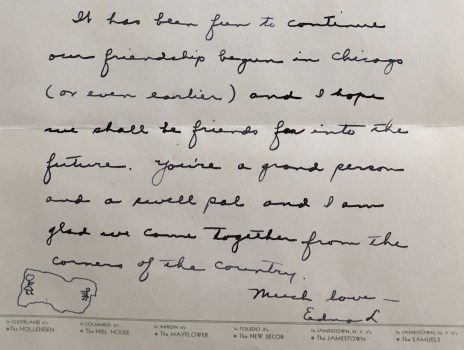 It has been fun to continue
our friendship begun in Chicago
(or even earlier) and I hope
we shall be friends far into the
future. You're a grand person
and a swell pal and I am
glad we come together from the
corners of the country.
Much love —
Edna L
In CLEVELAND it's In COLUMBUS it's In AKRON it's In TOLEDO it's In JAMESTOWN, N. Y. it's In JAMESTOWN, N. Y. it's
The HOLLENDEN The NEIL HOUSE The MAYFLOWER The NEW SECOR The JAMESTOWN The SAMUELS